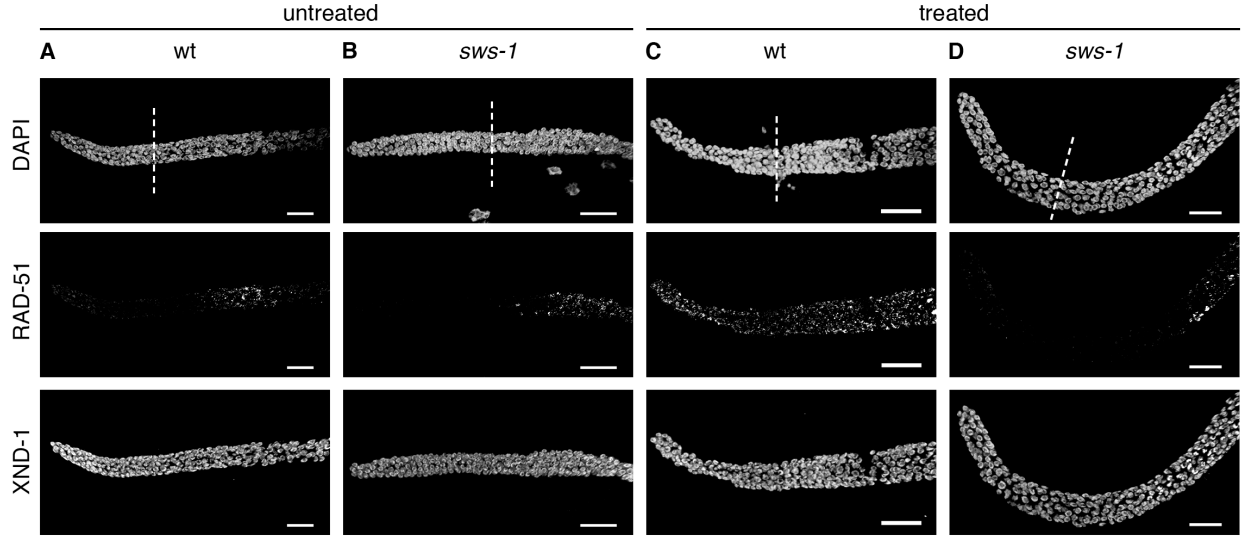 untreated treated
A wt B sws-1 C wt D sws-1
DAPI
RAD-51
XND-1